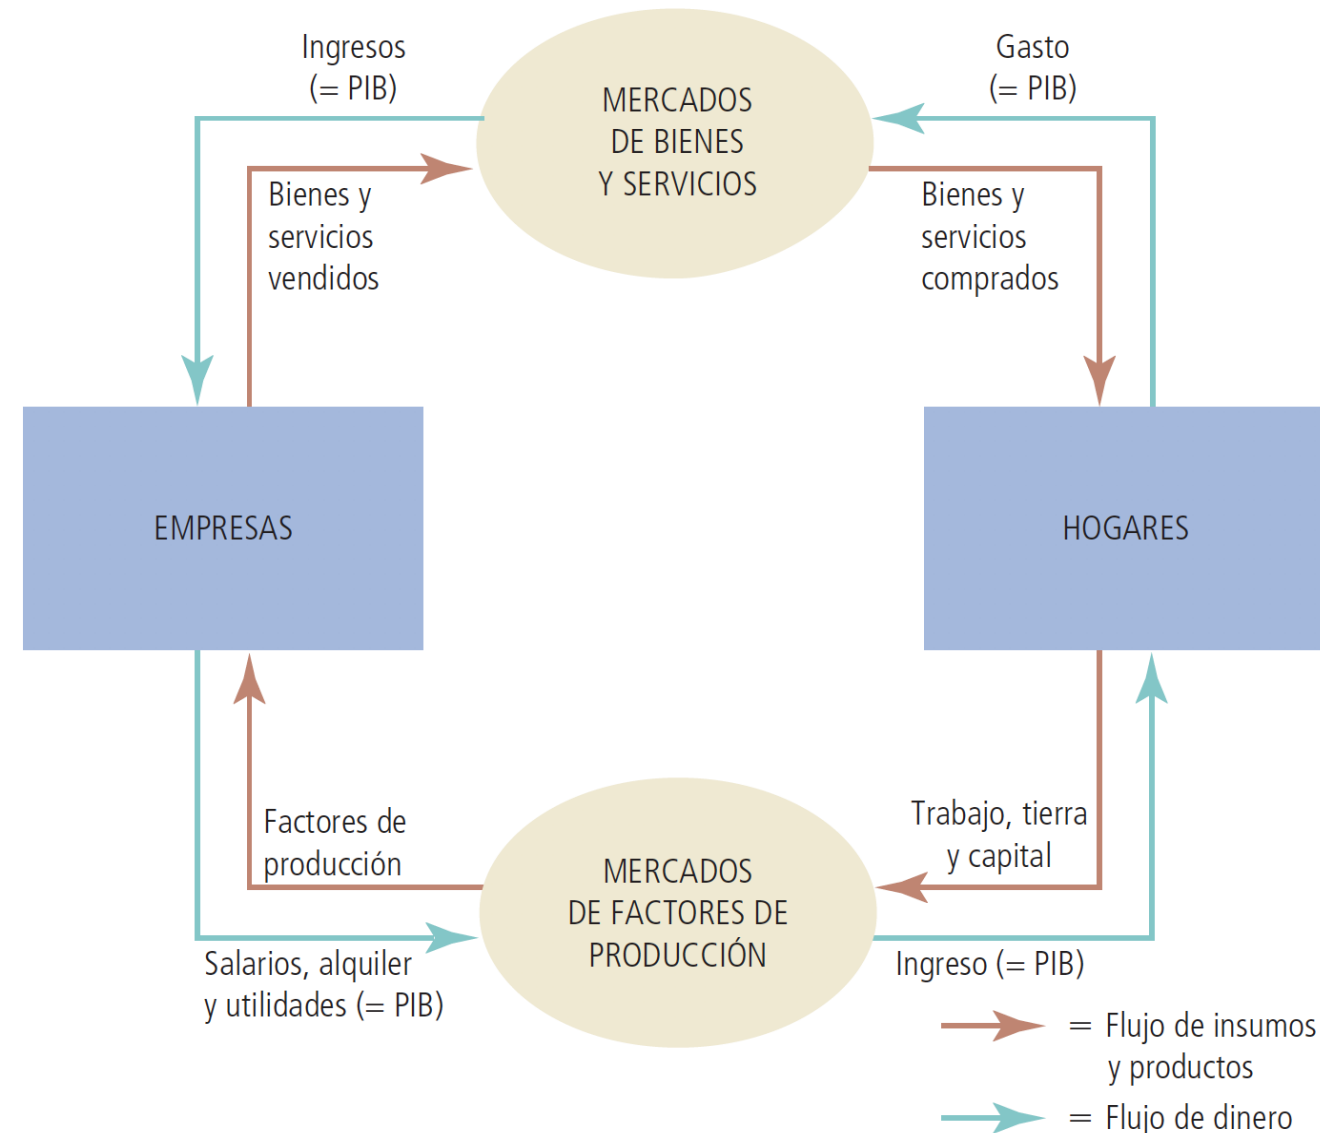 Ingresos
(= PIB)
MERCADOS
DE BIENES
Y SERVICIOS
Gasto
(= PIB)
Bienes y
servicios
vendidos
Bienes y
servicios
comprados
EMPRESAS
HOGARES
Factores de
producción
MERCADOS
DE FACTORES DE
PRODUCCIÓN
Trabajo, tierra
y capital
Salarios, alquiler
y utilidades (= PIB)
Ingreso (= PIB)
= Flujo de insumos
y productos
= Flujo de dinero